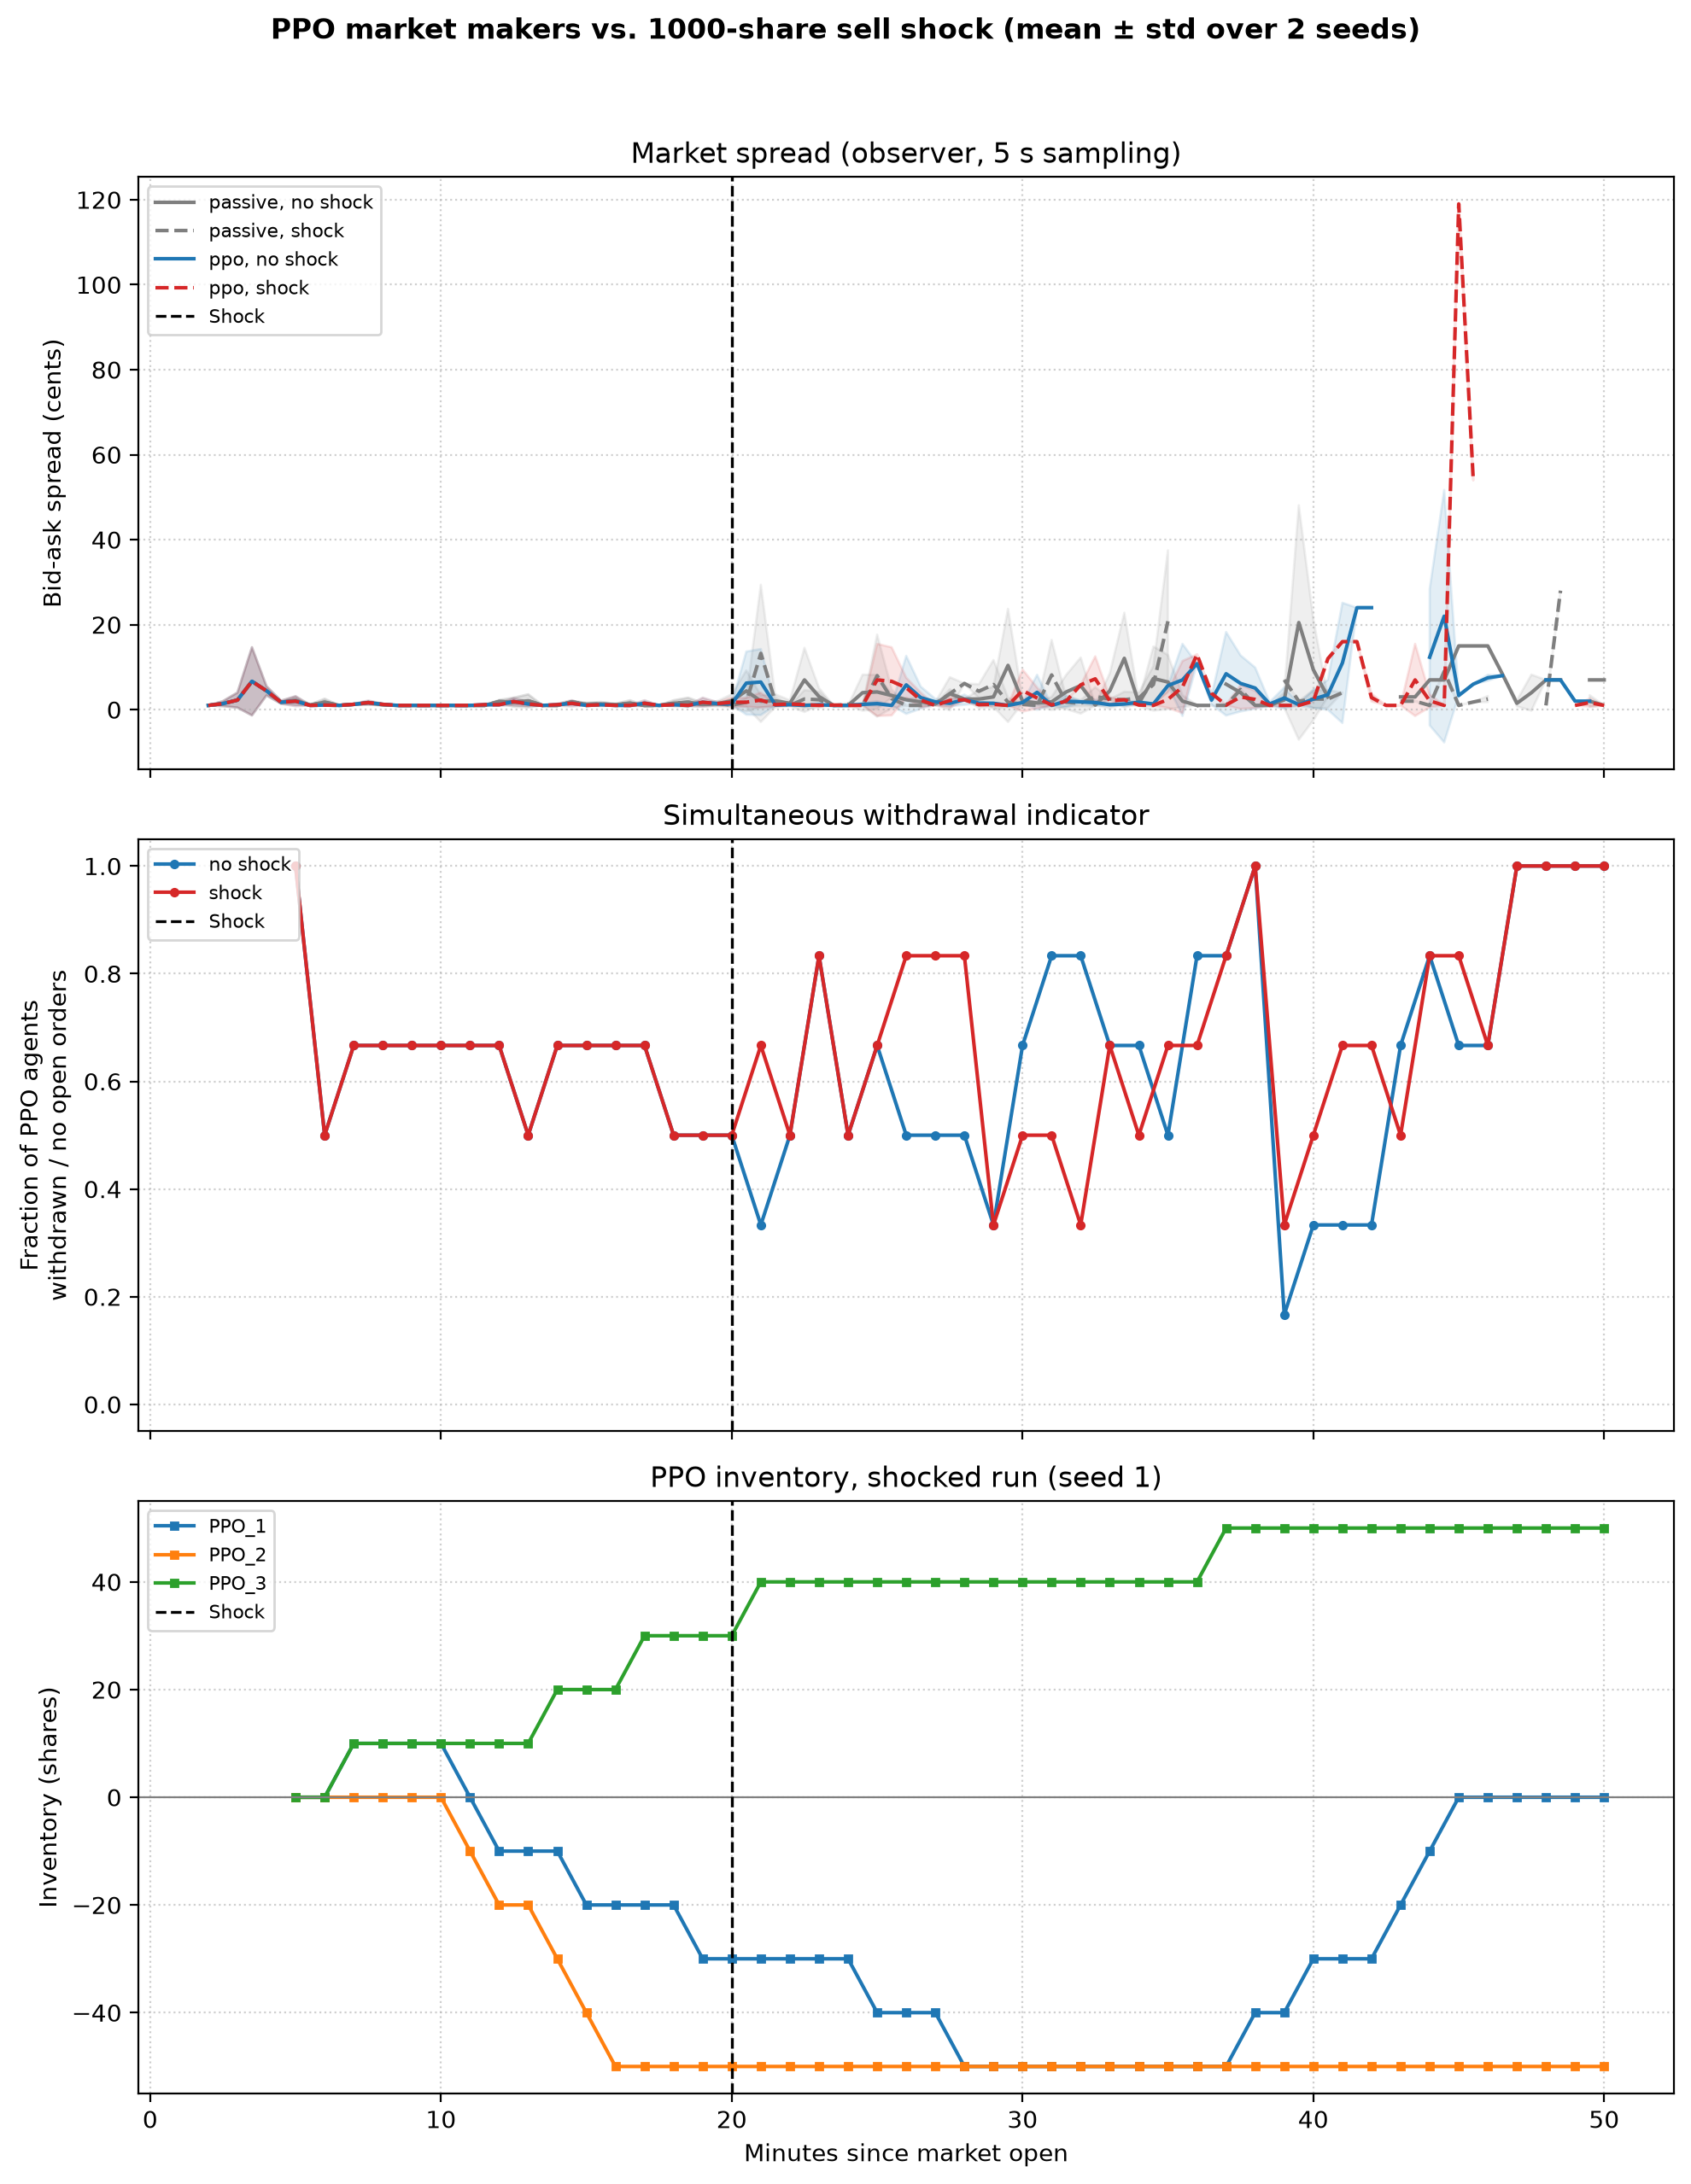 PPO market makers vs. 1000-share sell shock (mean ± std over 2 seeds)
Market spread (observer, 5 s sampling)
Bid-ask spread (cents)
120
100
80
60
40
20
0
passive, no shock
passive, shock
ppo, no shock
ppo, shock
Shock
Simultaneous withdrawal indicator
Fraction of PPO agents
withdrawn / no open orders
1.0
0.8
0.6
0.4
0.2
0.0
no shock
shock
Shock
PPO inventory, shocked run (seed 1)
Inventory (shares)
40
20
0
−20
−40
PPO_1
PPO_2
PPO_3
Shock
0
10
20
30
40
50
Minutes since market open